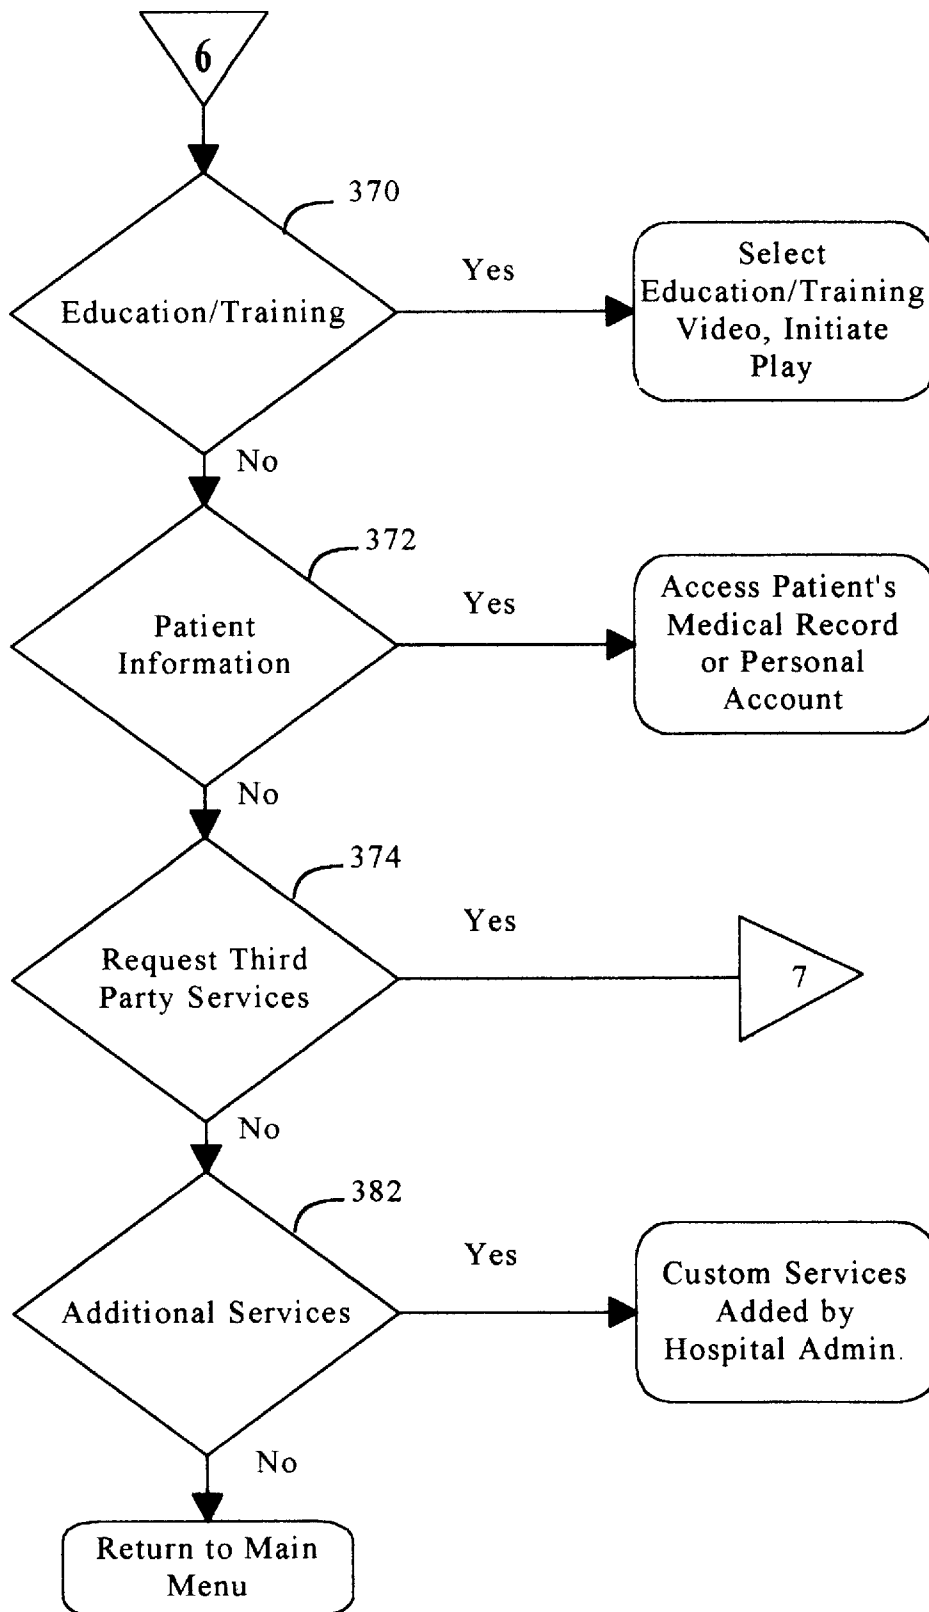 6
370
Education/Training
Yes
Select
Education/Training
Video, Initiate
Play
No
372
Patient
Information
Yes
Access Patient's
Medical Record
or Personal
Account
No
374
Request Third
Party Services
Yes
7
No
382
Additional Services
Yes
Custom Services
Added by
Hospital Admin.
No
Return to Main
Menu